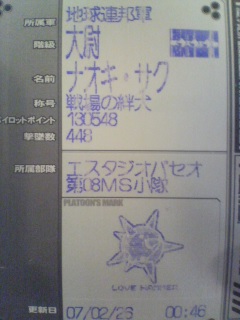 所属軍 地球連邦軍
階級 大尉
名前 ナオキ・サク
称号 戦場の絆犬
パイロットポイント 130548
撃墜数 448
所属部隊 エスタジオパセオ
第08MS小隊
PLATOON'S MARK
更新日 07/02/26 00:46